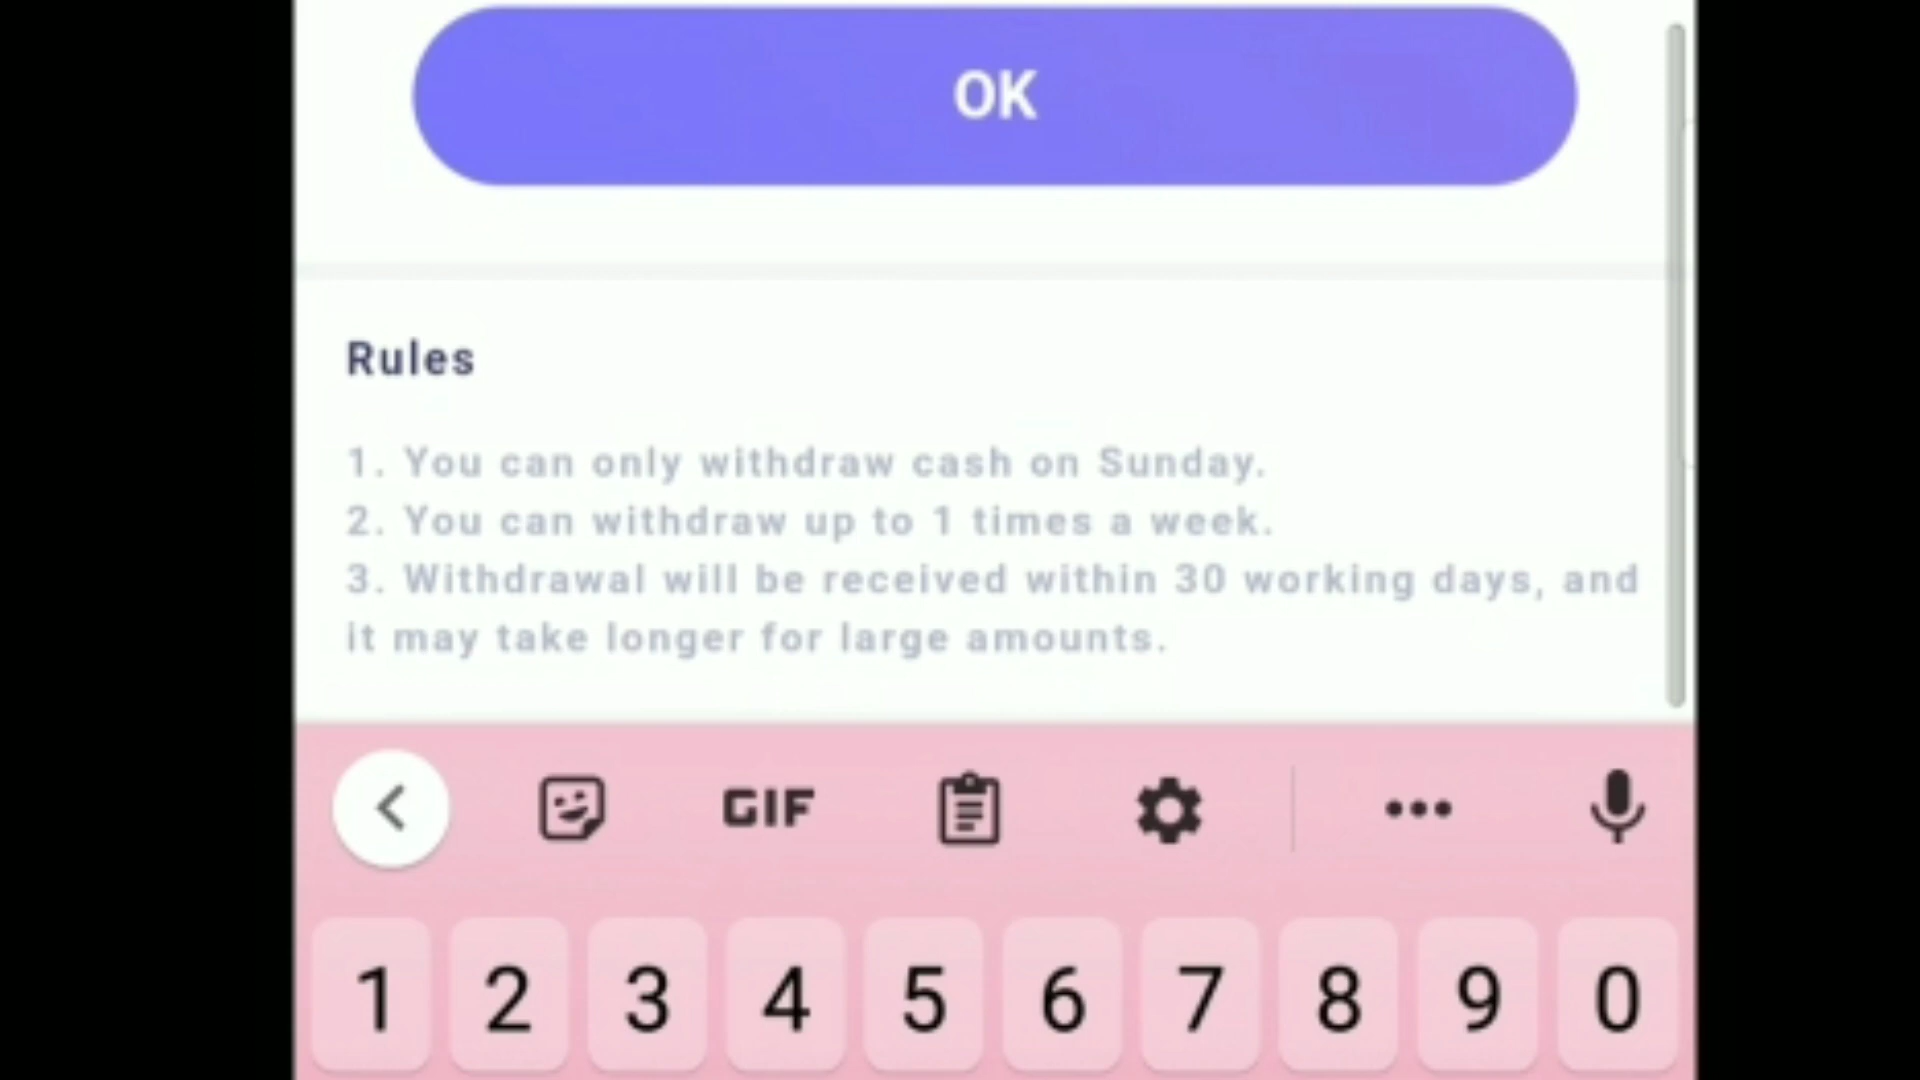 OK
Rules
1. You can only withdraw cash on Sunday.
2. You can withdraw up to 1 times a week.
3. Withdrawal will be received within 30 working days, and
it may take longer for large amounts.
GIF
1 2 3 4 5 6 7 8 9 0